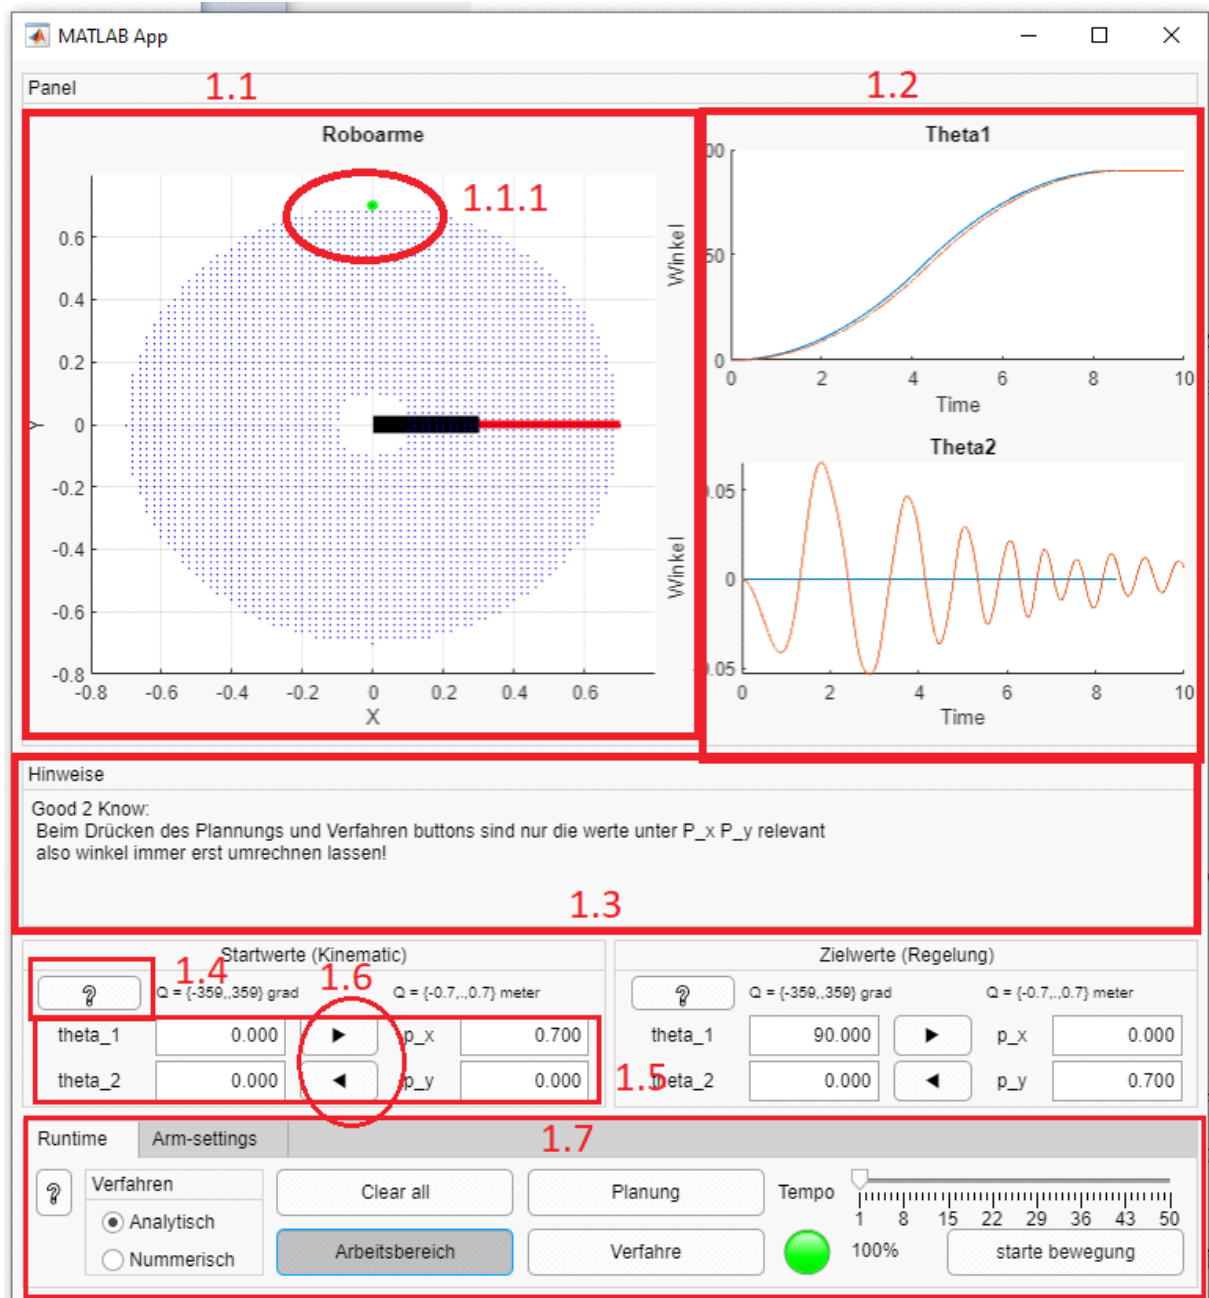 MATLAB App
Panel
1.1
1.2
Roboarme
1.1.1
0.6
0.4
0.2
0
-0.2
-0.4
-0.6
-0.8
Y
-0.8 -0.6 -0.4 -0.2 0 0.2 0.4 0.6
X
Theta1
00
50
0
Winkel
0 2 4 6 8 10
Time
Theta2
0.05
0
0.05
Winkel
0 2 4 6 8 10
Time
Hinweise
Good 2 Know:
Beim Drücken des Plannungs und Verfahren buttons sind nur die werte unter P_x P_y relevant
also winkel immer erst umrechnen lassen!
1.3
Startwerte (Kinematic)
1.4
1.6
? Q = {-359,,359} grad Q = {-0.7,.,0.7} meter
theta_1 0.000 p_x 0.700
theta_2 0.000 p_y 0.000
1.5
Zielwerte (Regelung)
? Q = {-359,,359} grad Q = {-0.7,.,0.7} meter
theta_1 90.000 p_x 0.000
theta_2 0.000 p_y 0.700
Runtime Arm-settings
1.7
?
Verfahren
Analytisch
Nummerisch
Clear all
Arbeitsbereich
Planung
Verfahre
Tempo
1 8 15 22 29 36 43 50
100%
starte bewegung